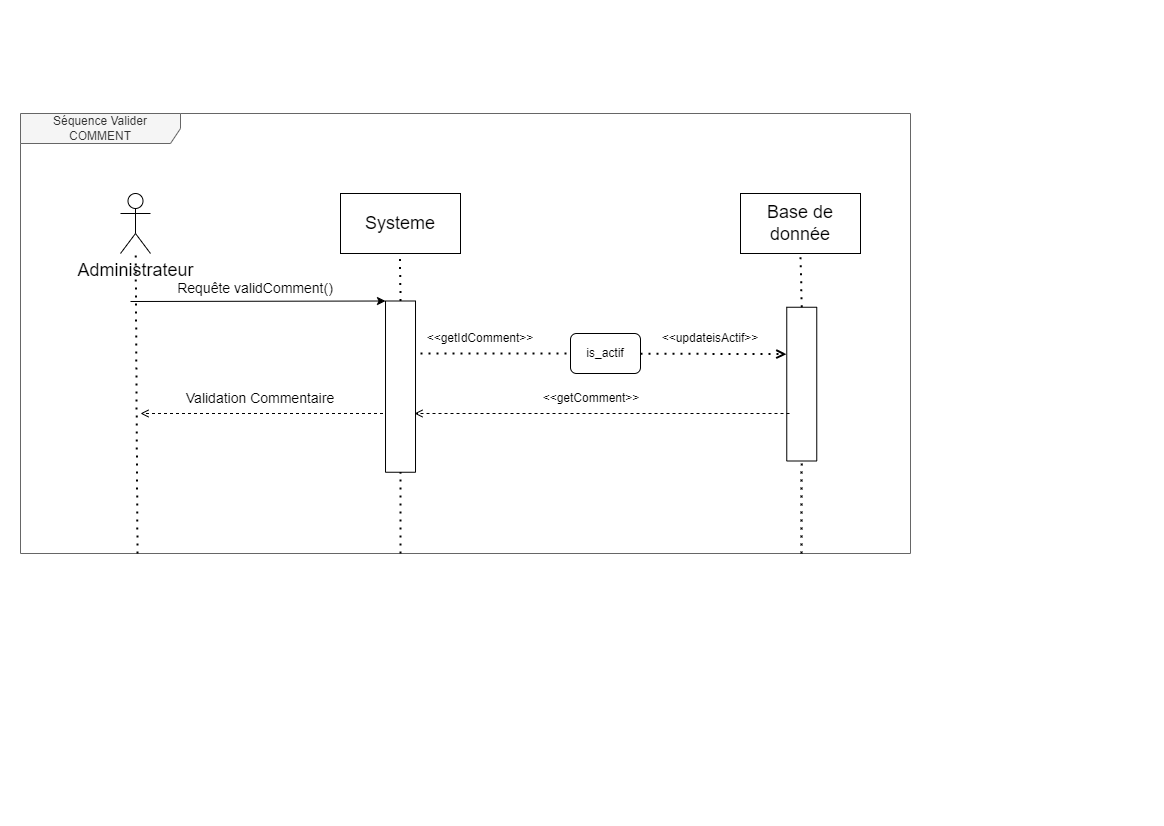 Séquence Valider
COMMENT
Systeme
Base de
donnée
Administrateur
Requête validComment()
<<getIdComment>>
is_actif
<<updateisActif>>
Validation Commentaire
<<getComment>>